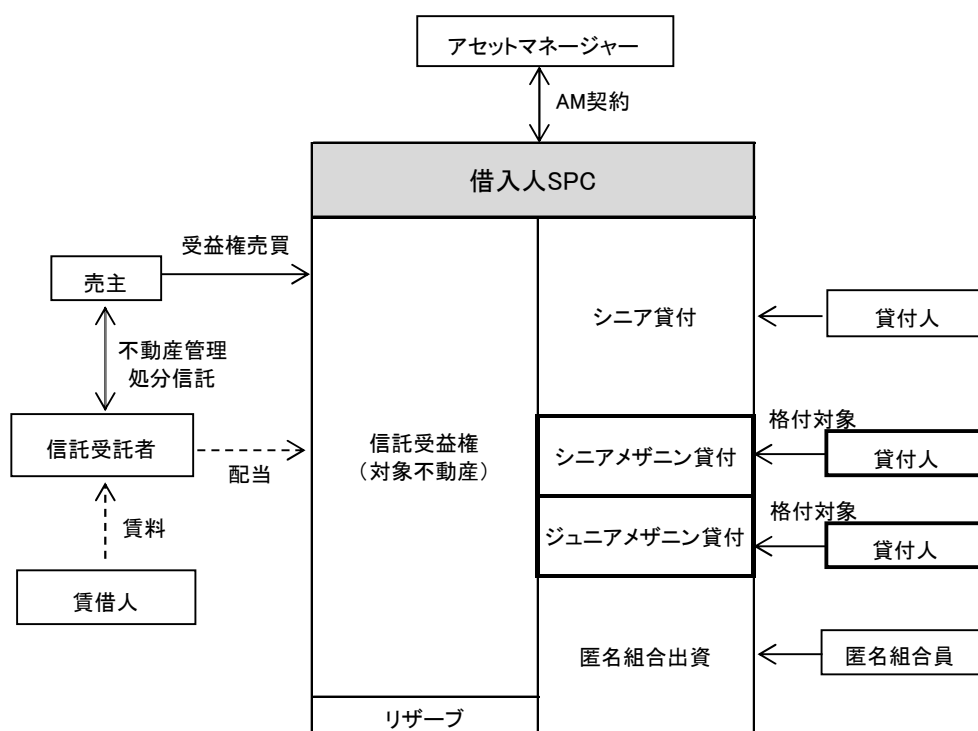 アセットマネージャー
AM契約
借入人SPC
受益権売買
売主
不動産管理
処分信託
信託受託者
配当
賃料
賃借人
信託受益権
（対象不動産）
リザーブ
シニア貸付
貸付人
格付対象
シニアメザニン貸付
貸付人
格付対象
ジュニアメザニン貸付
貸付人
匿名組合出資
匿名組合員